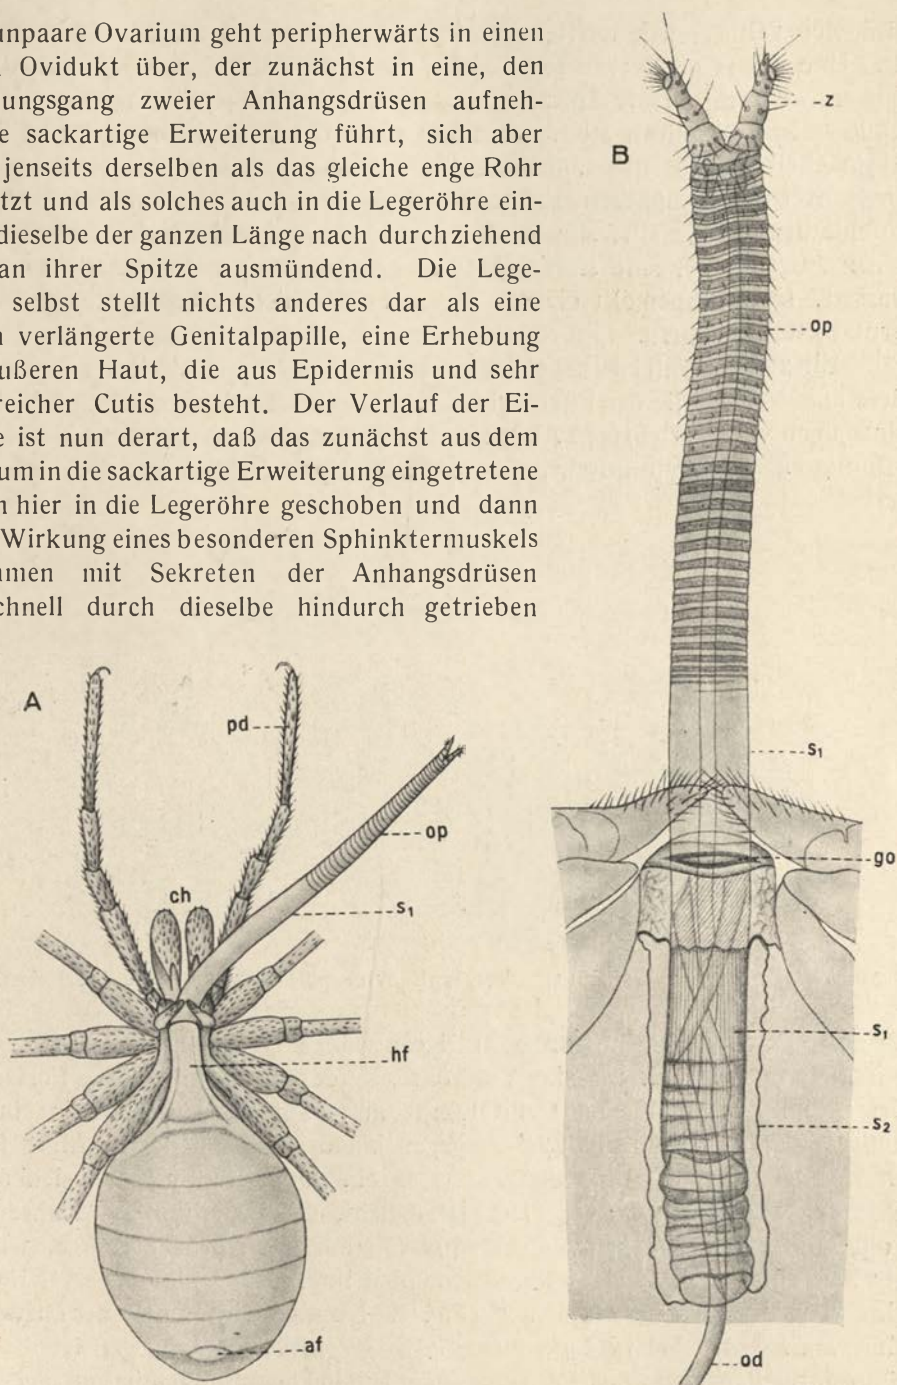 unpaare Ovarium geht peripherwärts in einen
Ovidukt über, der zunächst in eine, den
ungsgang zweier Anhangsdrüsen aufneh-
e sackartige Erweiterung führt, sich aber
jenseits derselben als das gleiche enge Rohr
tzt und als solches auch in die Legeröhre ein-
dieselbe der ganzen Länge nach durchziehend
an ihrer Spitze ausmündend. Die Lege-
selbst stellt nichts anderes dar als eine
verlängerte Genitalpapille, eine Erhebung
ußeren Haut, die aus Epidermis und sehr
reicher Cutis besteht. Der Verlauf der Ei-
e ist nun derart, daß das zunächst aus dem
um in die sackartige Erweiterung eingetretene
n hier in die Legeröhre geschoben und dann
Wirkung eines besonderen Sphinktermuskels
mmen mit Sekreten der Anhangsdrüsen
chnell durch dieselbe hindurch getrieben
A
pd
op
ch
s₁
hf
af
B
z
op
s₁
go
s₁
s₂
od